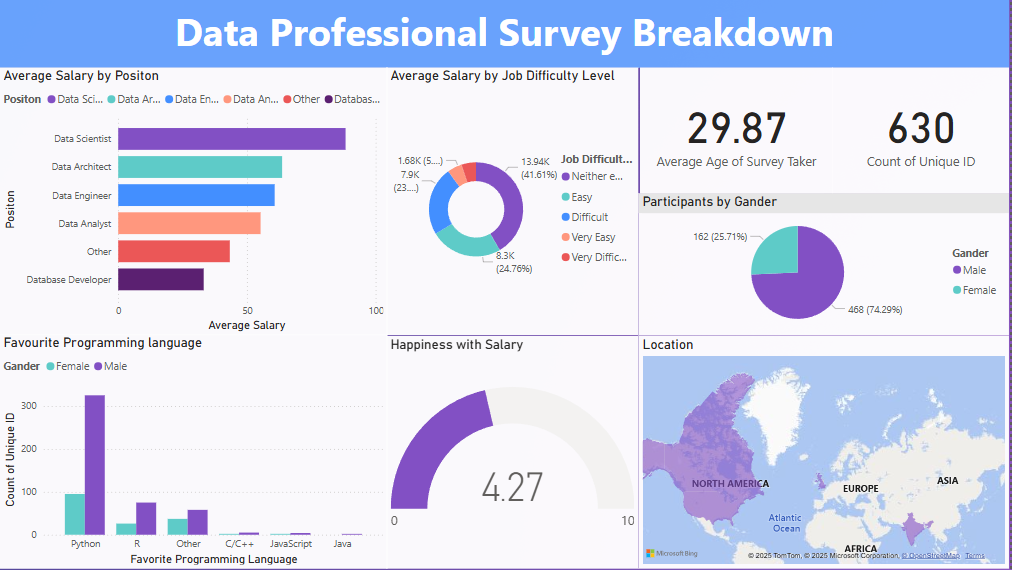 Data Professional Survey Breakdown
Average Salary by Positon
Positon Data Sci... Data Ar... Data En... Data An... Other Databas...
Positon
Data Scientist
Data Architect
Data Engineer
Data Analyst
Other
Database Developer
0 50 100
Average Salary
Average Salary by Job Difficulty Level
1.68K (5....)
7.9K
(23....)
13.94K
(41.61%)
8.3K
(24.76%)
Job Difficult...
Neither e...
Easy
Difficult
Very Easy
Very Diffic...
29.87
Average Age of Survey Taker
630
Count of Unique ID
Participants by Gander
162 (25.71%)
468 (74.29%)
Gander
Male
Female
Favourite Programming language
Gander Female Male
Count of Unique ID
300
200
100
0
Python R Other C/C++ JavaScript Java
Favorite Programming Language
Happiness with Salary
4.27
0 10
Location
NORTH AMERICA
EUROPE
ASIA
Atlantic
Ocean
AFRICA
Microsoft Bing
© 2025 TomTom, © 2025 Microsoft Corporation, © OpenStreetMap Terms